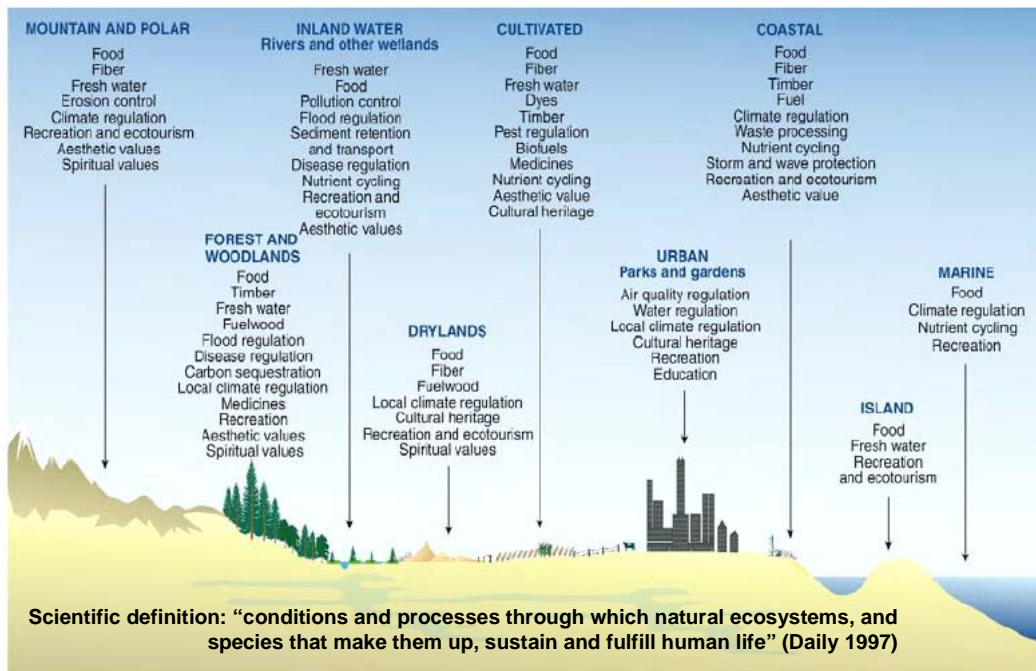 MOUNTAIN AND POLAR
Food
Fiber
Fresh water
Erosion control
Climate regulation
Recreation and ecotourism
Aesthetic values
Spiritual values
INLAND WATER
Rivers and other wetlands
Fresh water
Food
Pollution control
Flood regulation
Sediment retention
and transport
Disease regulation
Nutrient cycling
Recreation and
ecotourism
Aesthetic values
CULTIVATED
Food
Fiber
Fresh water
Dyes
Timber
Pest regulation
Biofuels
Medicines
Nutrient cycling
Aesthetic value
Cultural heritage
COASTAL
Food
Fiber
Timber
Fuel
Climate regulation
Waste processing
Nutrient cycling
Storm and wave protection
Recreation and ecotourism
Aesthetic value
FOREST AND
WOODLANDS
Food
Timber
Fresh water
Fuelwood
Flood regulation
Disease regulation
Carbon sequestration
Local climate regulation
Medicines
Recreation
Aesthetic values
Spiritual values
DRYLANDS
Food
Fiber
Fuelwood
Local climate regulation
Cultural heritage
Recreation and ecotourism
Spiritual values
URBAN
Parks and gardens
Air quality regulation
Water regulation
Local climate regulation
Cultural heritage
Recreation
Education
MARINE
Food
Climate regulation
Nutrient cycling
Recreation
ISLAND
Food
Fresh water
Recreation
and ecotourism
Scientific definition: “conditions and processes through which natural ecosystems, and
species that make them up, sustain and fulfill human life” (Daily 1997)